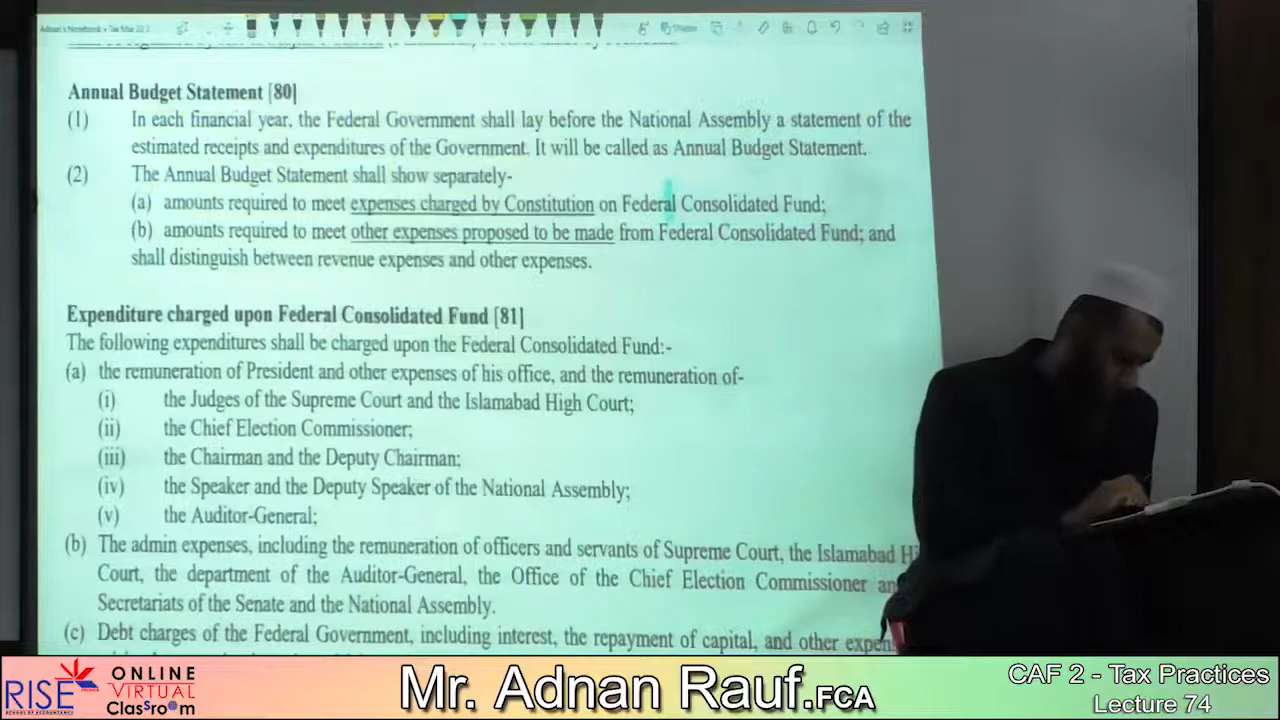 Adnan's Notebook • Tax Mar 22
Annual Budget Statement [80]
(1) In each financial year, the Federal Government shall lay before the National Assembly a statement of the
estimated receipts and expenditures of the Government. It will be called as Annual Budget Statement.
(2) The Annual Budget Statement shall show separately-
(a) amounts required to meet expenses charged by Constitution on Federal Consolidated Fund;
(b) amounts required to meet other expenses proposed to be made from Federal Consolidated Fund; and
shall distinguish between revenue expenses and other expenses.
Expenditure charged upon Federal Consolidated Fund [81]
The following expenditures shall be charged upon the Federal Consolidated Fund:-
(a) the remuneration of President and other expenses of his office, and the remuneration of-
(i) the Judges of the Supreme Court and the Islamabad High Court;
(ii) the Chief Election Commissioner;
(iii) the Chairman and the Deputy Chairman;
(iv) the Speaker and the Deputy Speaker of the National Assembly;
(v) the Auditor-General;
(b) The admin expenses, including the remuneration of officers and servants of Supreme Court, the Islamabad
Court, the department of the Auditor-General, the Office of the Chief Election Commissioner
Secretariats of the Senate and the National Assembly.
(c) Debt charges of the Federal Government, including interest, the repayment of capital, and other
RISE
SCHOOL OF ACCOUNTANCY
ONLINE
VIRTUAL
Classroom
Mr. Adnan Rauf.FCA
CAF 2 - Tax Practices
Lecture 74